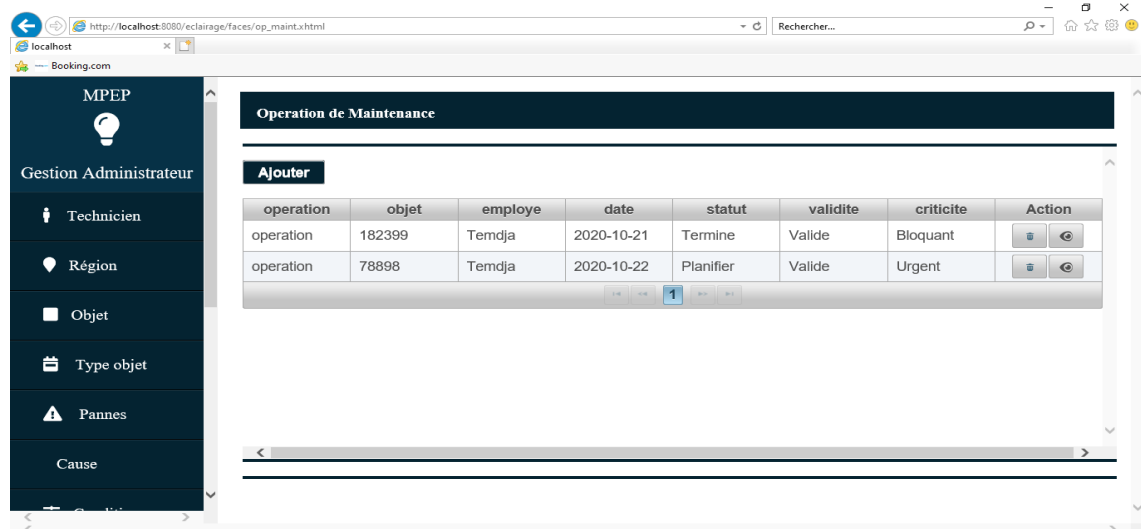 http://localhost:8080/eclairage/faces/op_maint.xhtml
Rechercher...
localhost
Booking.com
MPEP
Gestion Administrateur
Technicien
Région
Objet
Type objet
Pannes
Cause
Operation de Maintenance
Ajouter
operation objet employe date statut validite criticite Action
operation 182399 Temdja 2020-10-21 Termine Valide Bloquant
operation 78898 Temdja 2020-10-22 Planifier Valide Urgent
1